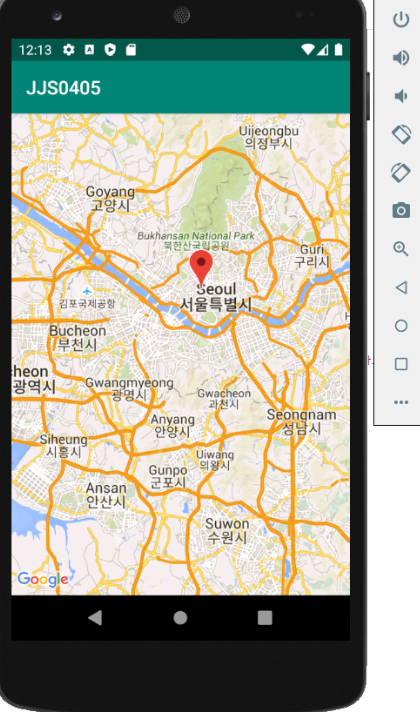 12:13
JJS0405
Uijeongbu
의정부시
Goyang
고양시
Bukhansan National Park
북한산국립공원
Guri
구리시
Seoul
서울특별시
김포국제공항
Bucheon
부천시
cheon
광역시
Gwangmyeong
광명시
Gwacheon
과천시
Anyang
안양시
Seongnam
성남시
Siheung
시흥시
Uiwang
의왕시
Gunpo
군포시
Ansan
안산시
Suwon
수원시
Google